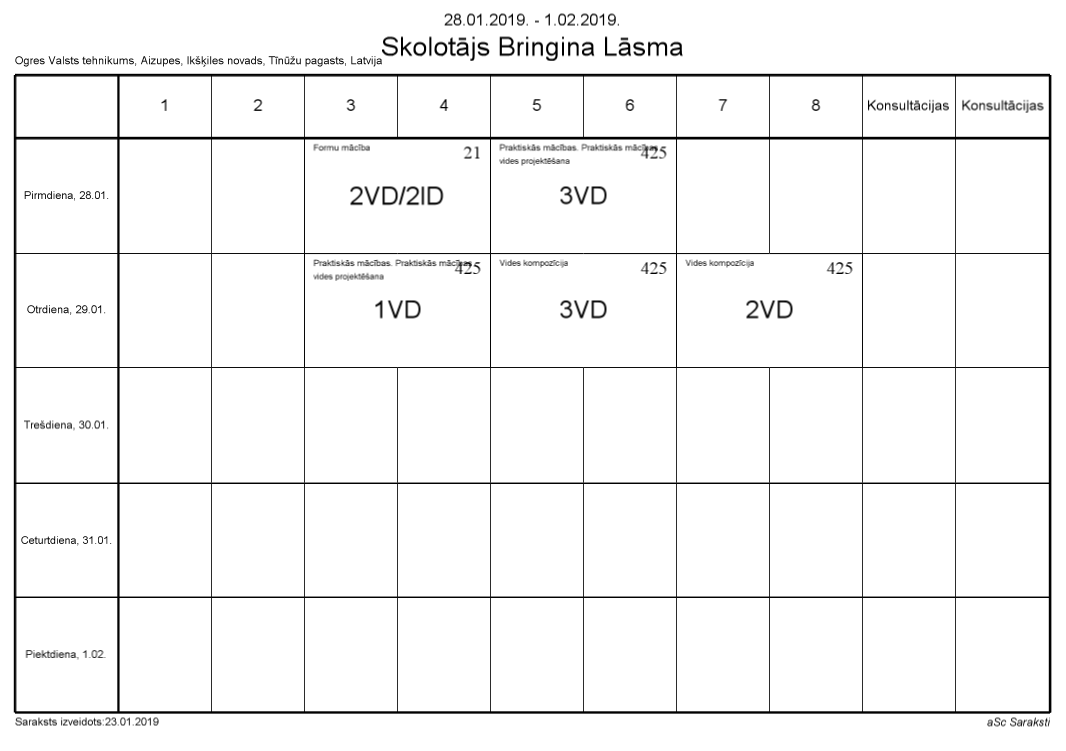 28.01.2019. - 1.02.2019.
Skolotājs Bringina Lāsma
Ogres Valsts tehnikums, Aizupes, Ikšķiles novads, Tīnūžu pagasts, Latvija
1 2 3 4 5 6 7 8 Konsultācijas Konsultācijas
Pirmdiena, 28.01.
Formu mācība 21
2VD/2ID
Praktiskās mācības. Praktiskās mācības 425
vides projektēšana
3VD
Otrdiena, 29.01.
Praktiskās mācības. Praktiskās mācības 425
vides projektēšana
1VD
Vides kompozīcija 425
3VD
Vides kompozīcija 425
2VD
Trešdiena, 30.01.
Ceturtdiena, 31.01.
Piektdiena, 1.02.
Saraksts izveidots:23.01.2019
aSc Saraksti